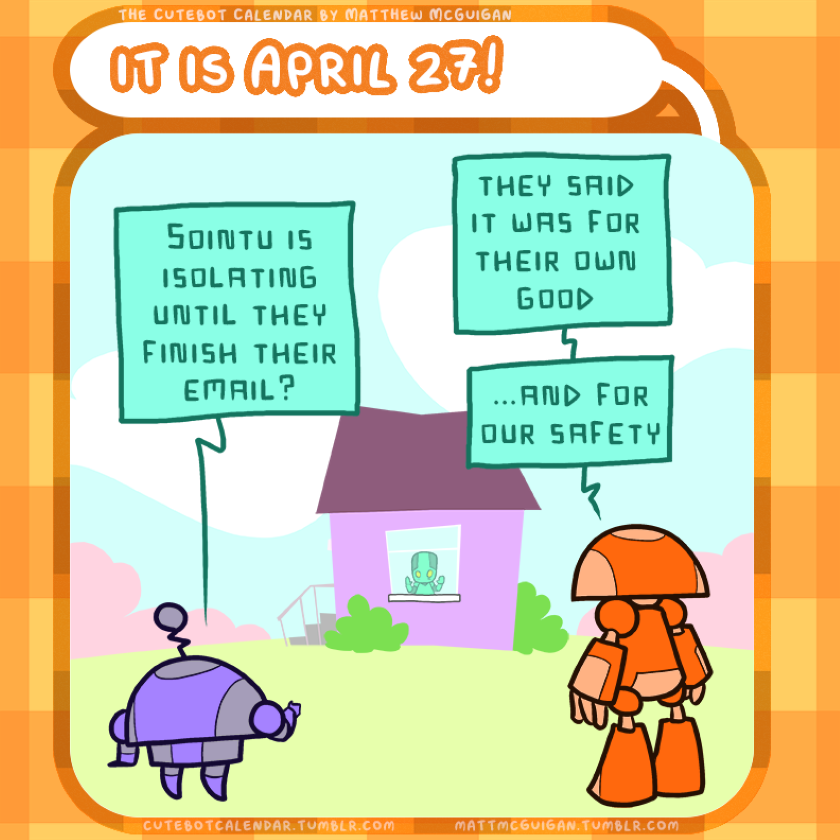 THE CUTEBOT CALENDAR BY MATTHEW MCGUIGAN
IT IS APRIL 27!
SOINTU IS
ISOLATING
UNTIL THEY
FINISH THEIR
EMAIL?
THEY SAID
IT WAS FOR
THEIR OWN
GOOD
...AND FOR
OUR SAFETY
CUTEBOTCALENDAR.TUMBLR.COM
MATTMCGUIGAN.TUMBLR.COM